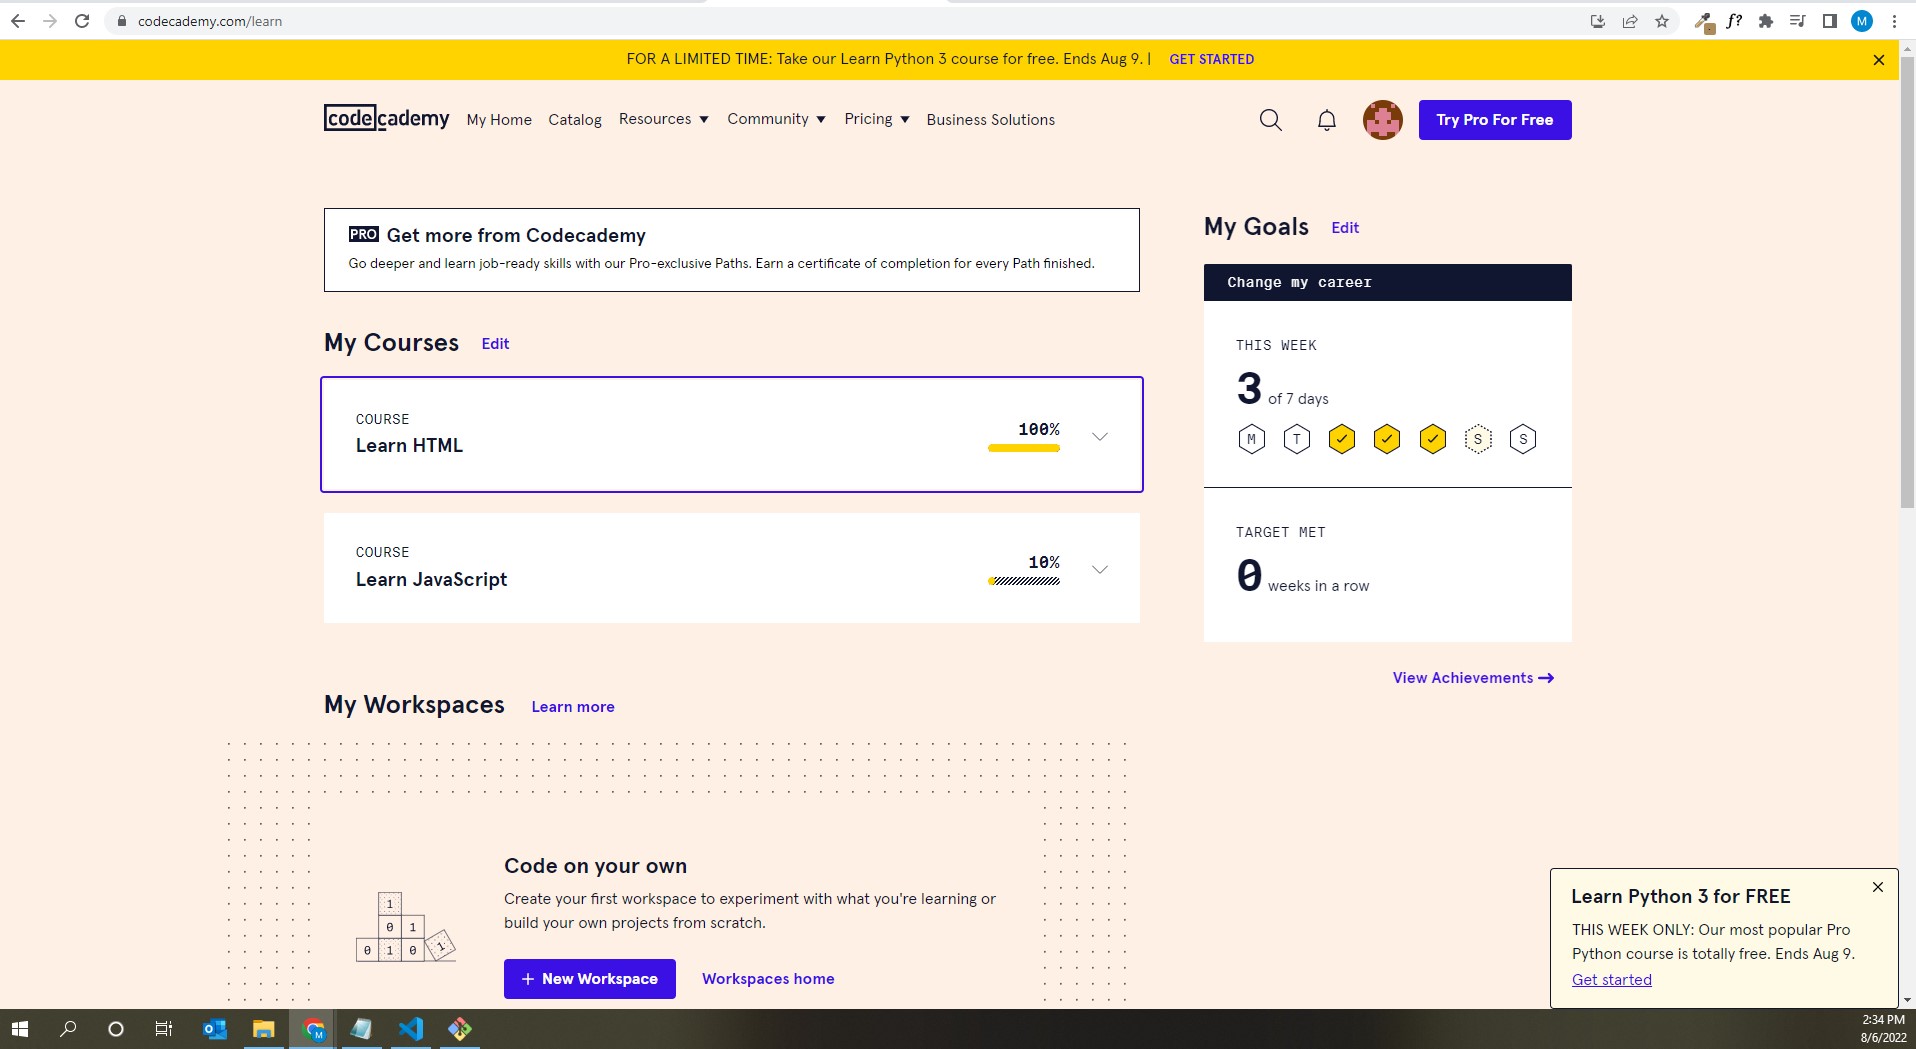 codecademy.com/learn
f?
M
FOR A LIMITED TIME: Take our Learn Python 3 course for free. Ends Aug 9. | GET STARTED
codecademy My Home Catalog Resources Community Pricing Business Solutions
Try Pro For Free
PRO Get more from Codecademy
Go deeper and learn job-ready skills with our Pro-exclusive Paths. Earn a certificate of completion for every Path finished.
My Courses Edit
COURSE
Learn HTML
100%
COURSE
Learn JavaScript
10%
My Goals Edit
Change my career
THIS WEEK
3 of 7 days
M T S S
TARGET MET
0 weeks in a row
View Achievements
My Workspaces Learn more
1
0 1
0 1 0 1
Code on your own
Create your first workspace to experiment with what you're learning or
build your own projects from scratch.
+ New Workspace Workspaces home
Learn Python 3 for FREE
THIS WEEK ONLY: Our most popular Pro
Python course is totally free. Ends Aug 9.
Get started
2:34 PM
8/6/2022